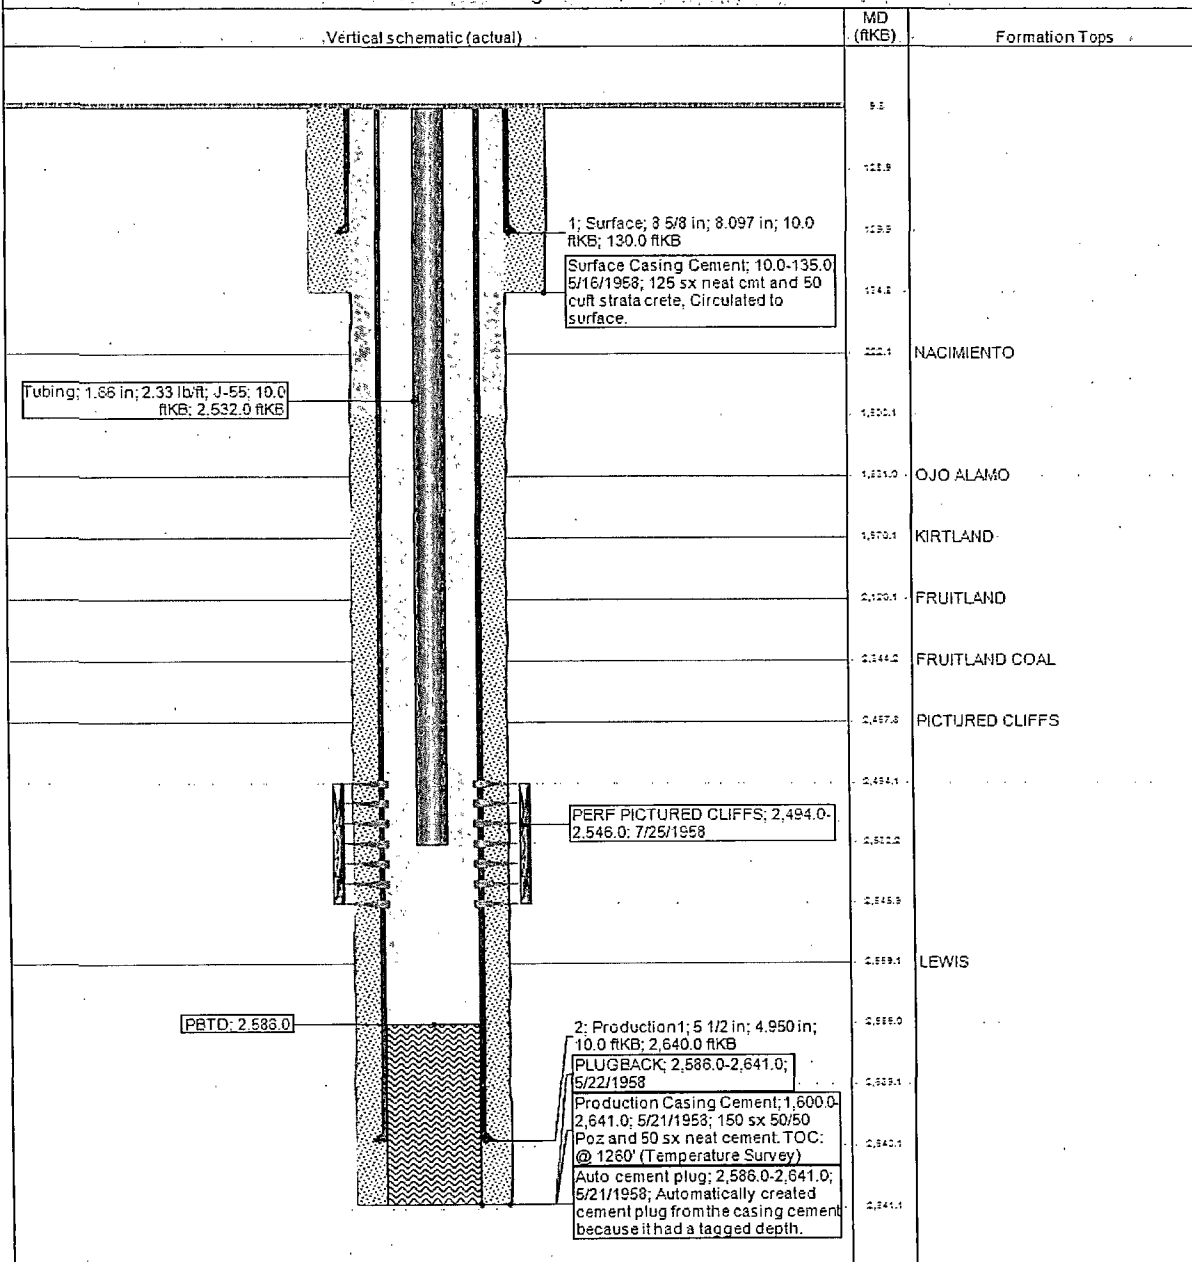 Vertical schematic (actual)
MD
(ftKB)
Formation Tops
1; Surface; 8 5/8 in; 8.097 in; 10.0
ftKB; 130.0 ftKB
Surface Casing Cement; 10.0-135.0;
5/16/1958; 125 sx neat cmt and 50
cuft strata crete, Circulated to
surface.
NACIMIENTO
Tubing; 1.66 in; 2.33 lb/ft; J-55; 10.0
ftKB; 2,532.0 ftKB
OJO ALAMO
KIRTLAND
FRUITLAND
FRUITLAND COAL
PICTURED CLIFFS
PERF PICTURED CLIFFS; 2,494.0-
2,546.0; 7/25/1958
LEWIS
PBTD; 2,586.0
2; Production1; 5 1/2 in; 4.950 in;
10.0 ftKB; 2,640.0 ftKB
PLUGBACK; 2,586.0-2,641.0;
5/22/1958
Production Casing Cement; 1,600.0-
2,641.0; 5/21/1958; 150 sx 50/50
Poz and 50 sx neat cement. TOC:
@ 1260' (Temperature Survey)
Auto cement plug; 2,586.0-2,641.0;
5/21/1958; Automatically created
cement plug from the casing cement
because it had a tagged depth.